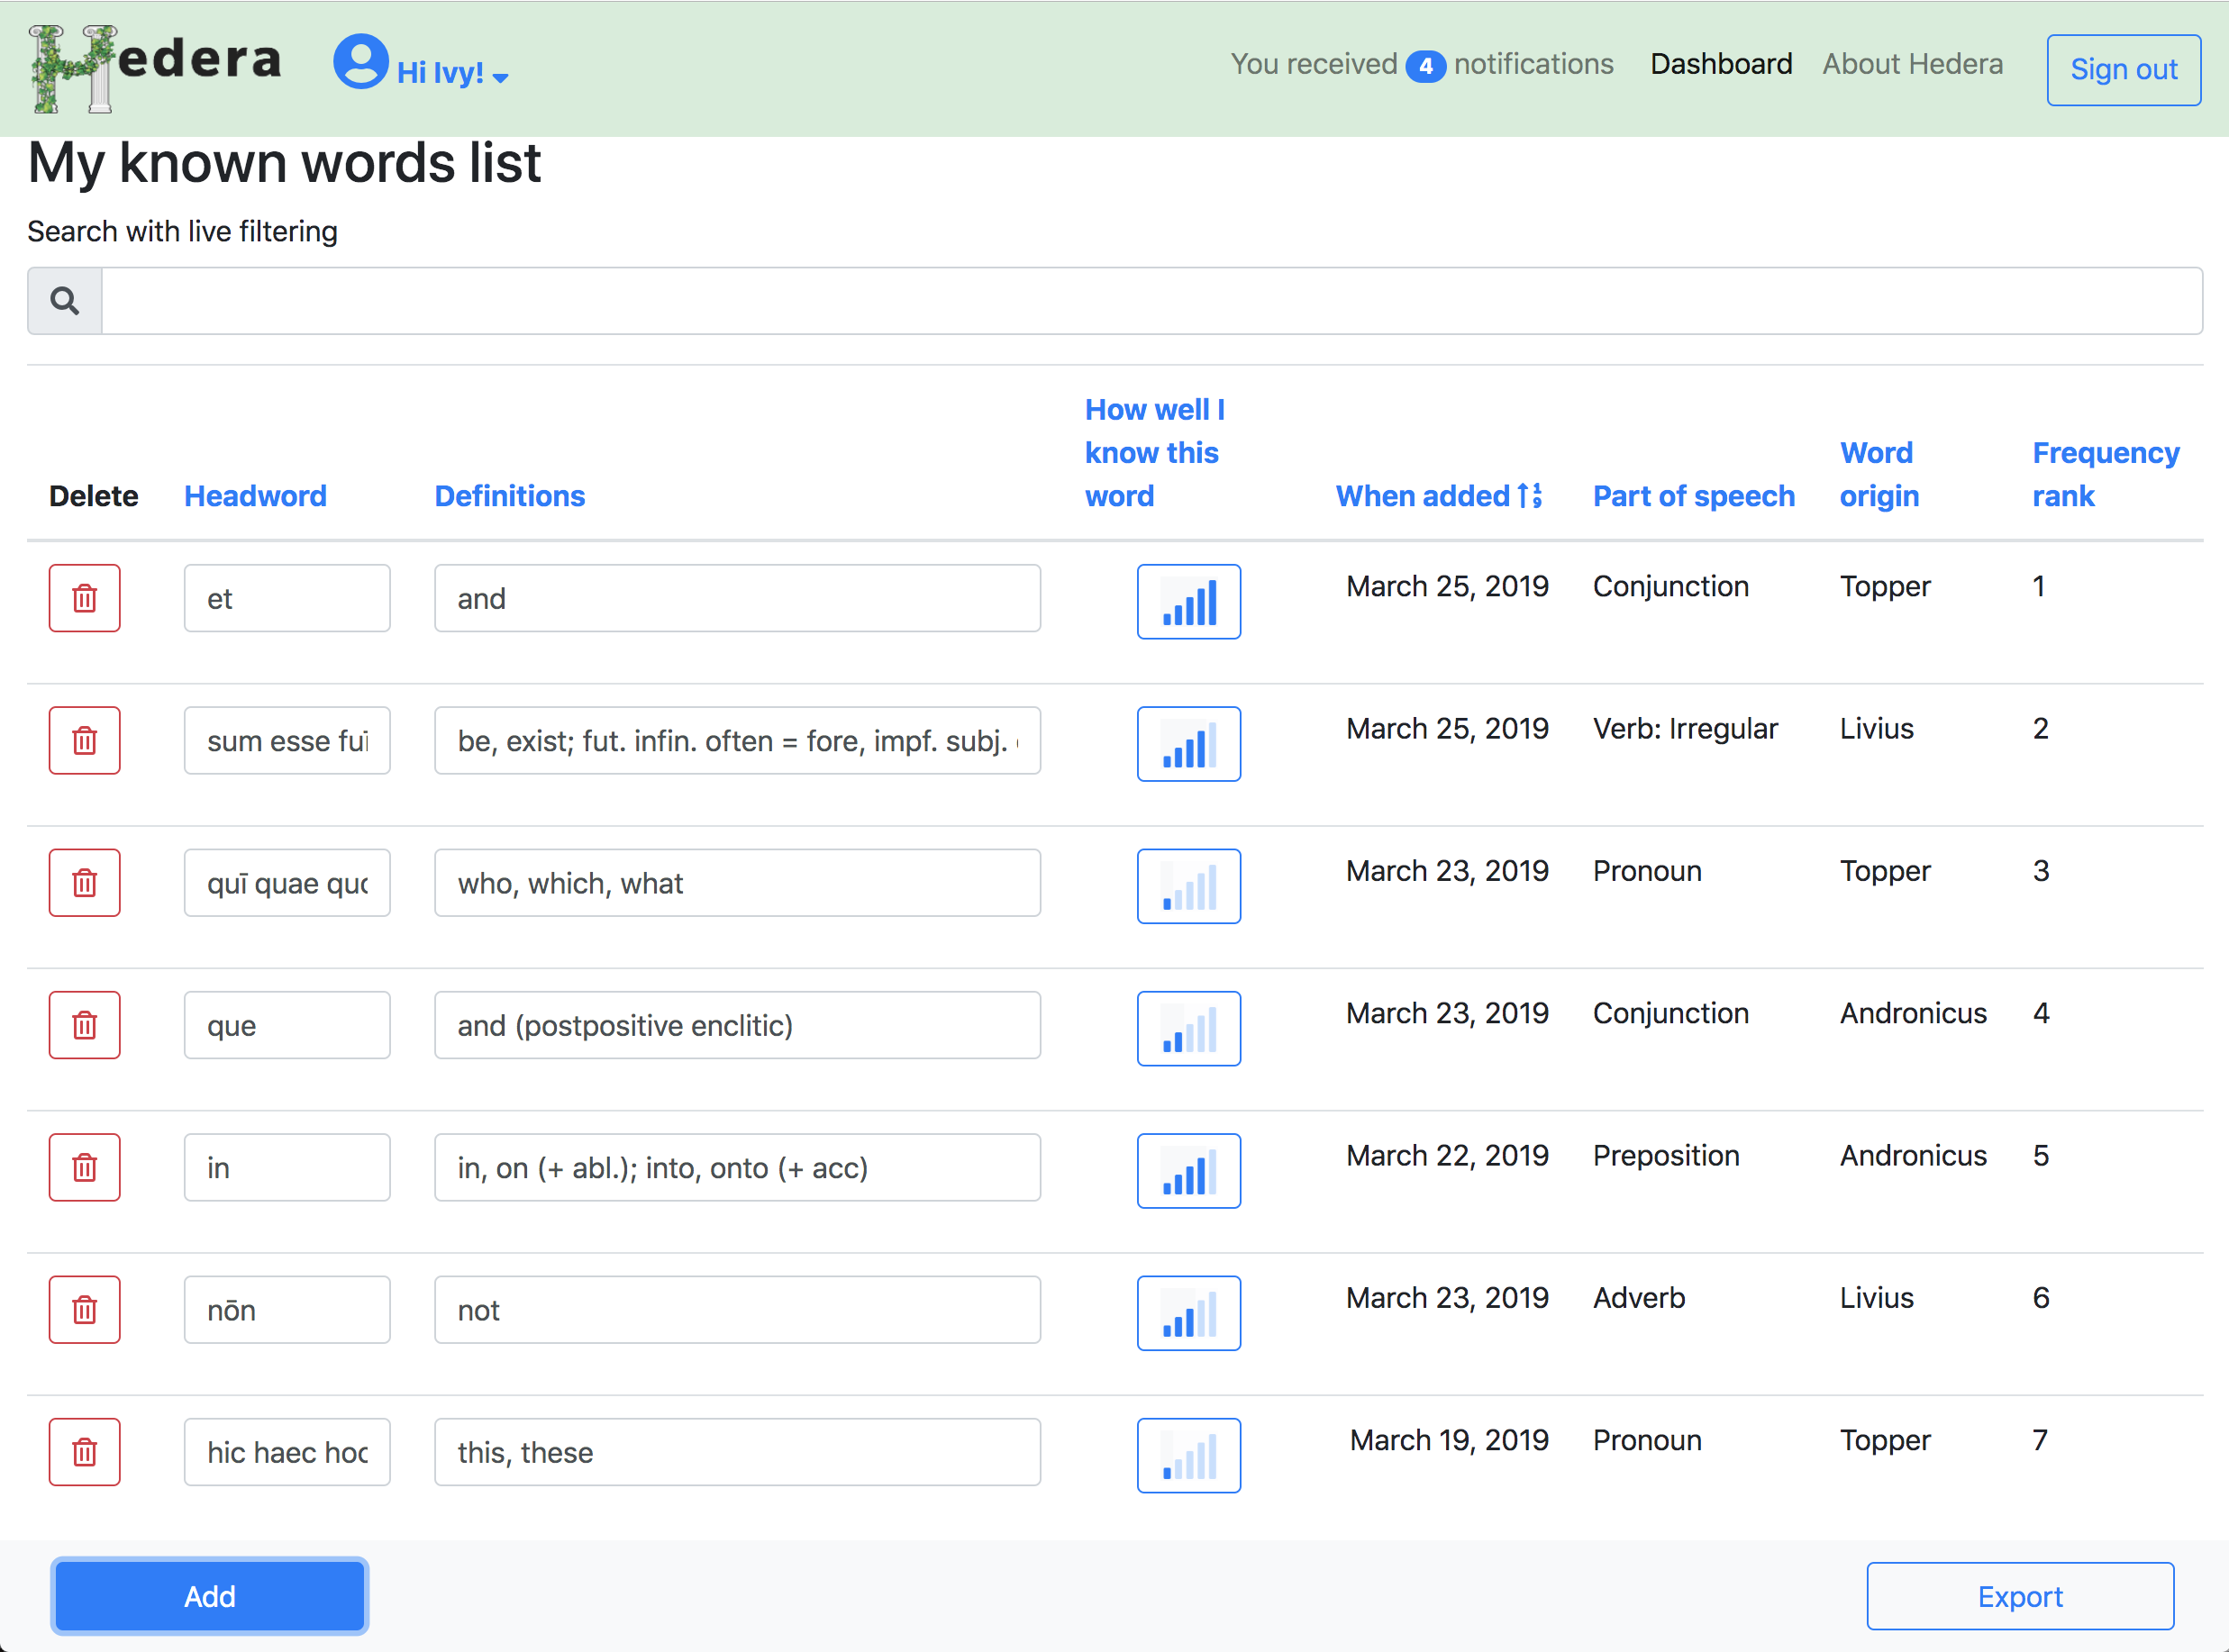 Hedera
Hi Ivy!
You received 4 notifications
Dashboard
About Hedera
Sign out
My known words list
Search with live filtering
Delete
Headword
Definitions
How well I
know this
word
When added
Part of speech
Word
origin
Frequency
rank
et
and
March 25, 2019
Conjunction
Topper
1
sum esse fuī
be, exist; fut. infin. often = fore, impf. subj.
March 25, 2019
Verb: Irregular
Livius
2
quī quae
who, which, what
March 23, 2019
Pronoun
Topper
3
que
and (postpositive enclitic)
March 23, 2019
Conjunction
Andronicus
4
in
in, on (+ abl.); into, onto (+ acc)
March 22, 2019
Preposition
Andronicus
5
nōn
not
March 23, 2019
Adverb
Livius
6
hic haec hoc
this, these
March 19, 2019
Pronoun
Topper
7
Add
Export